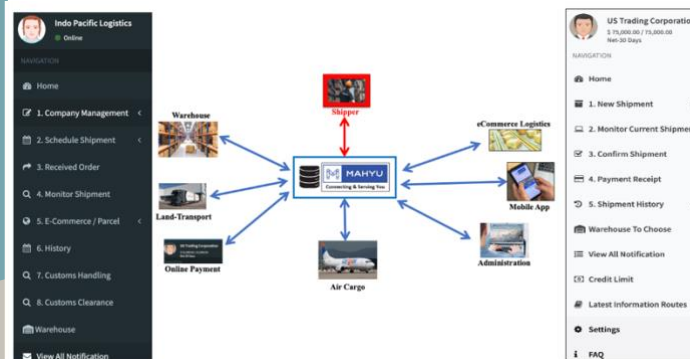 Indo Pacific Logistics
Online
NAVIGATION
Home
1. Company Management
2. Schedule Shipment
3. Received Order
4. Monitor Shipment
5. E-Commerce / Parcel
6. History
7. Customs Handling
8. Customs Clearance
Warehouse
View All Notification
Warehouse
Land-Transport
Online Payment
US Trading Corporation
Shipper
MAHYU
Connecting & Serving You
Air Cargo
eCommerce Logistics
Mobile App
Administration
US Trading Corporatio
$ 75,000.00 / 75,000.00
Net-30 Days
NAVIGATION
Home
1. New Shipment
2. Monitor Current Shipme
3. Confirm Shipment
4. Payment Receipt
5. Shipment History
Warehouse To Choose
View All Notification
Credit Limit
Latest Information Routes
Settings
FAQ